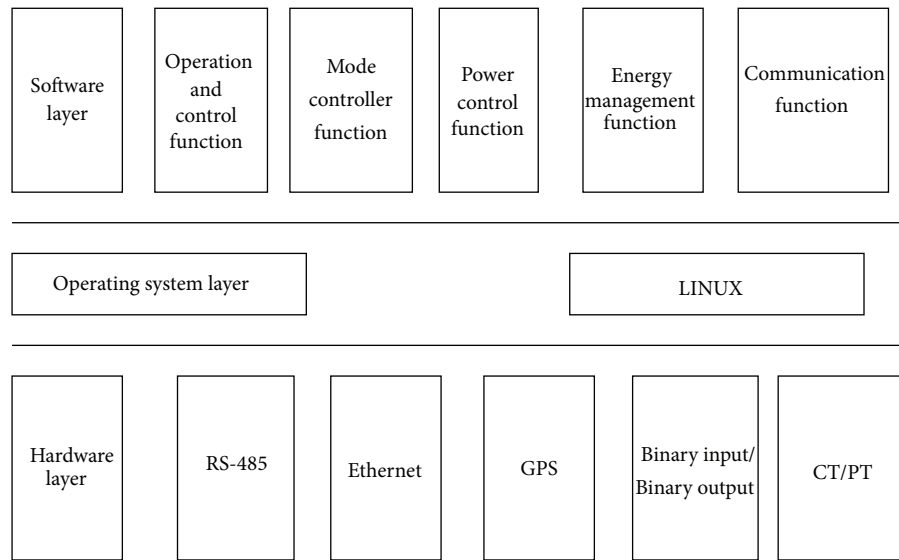 Software
layer
Operation
and
control
function
Mode
controller
function
Power
control
function
Energy
management
function
Communication
function
Operating system layer
LINUX
Hardware
layer
RS-485
Ethernet
GPS
Binary input/
Binary output
CT/PT